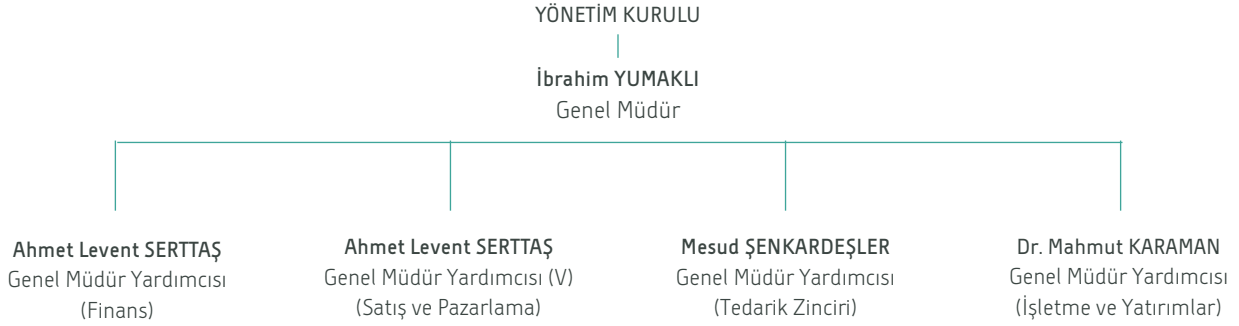 YÖNETİM KURULU
İbrahim YUMAKLI
Genel Müdür
Ahmet Levent SERTTAŞ
Genel Müdür Yardımcısı
(Finans)
Ahmet Levent SERTTAŞ
Genel Müdür Yardımcısı (V)
(Satış ve Pazarlama)
Mesud ŞENKARDEŞLER
Genel Müdür Yardımcısı
(Tedarik Zinciri)
Dr. Mahmut KARAMAN
Genel Müdür Yardımcısı
(İşletme ve Yatırımlar)